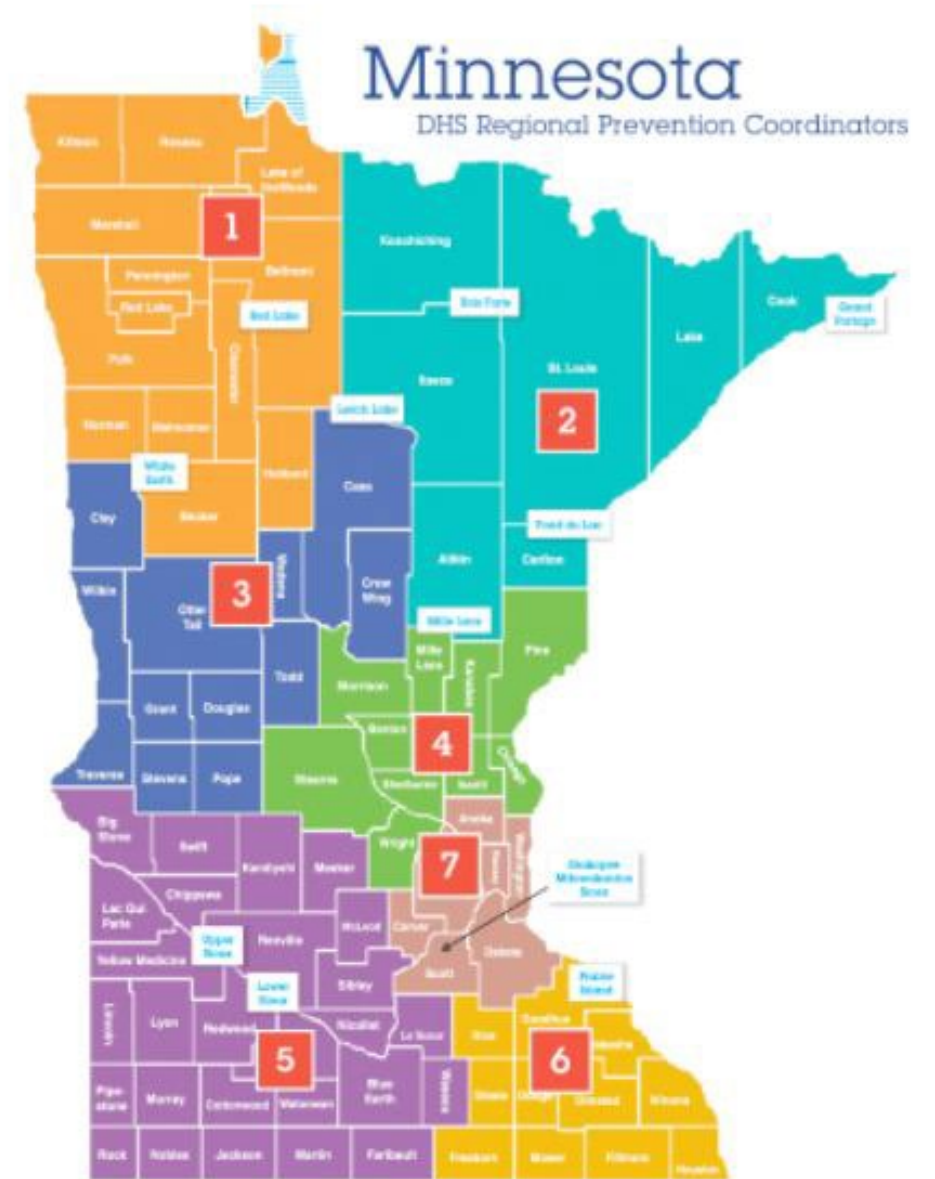 Minnesota
DHS Regional Prevention Coordinators
Kittson
Roseau
Lake of
the Woods
Marshall
1
Beltrami
Koochiching
Pennington
Red Lake
Red Lake
Bois Forte
Cook
Grand
Portage
Polk
Clearwater
Itasca
St. Louis
Lake
Norman
Mahnomen
Leech Lake
2
White
Earth
Hubbard
Cass
Clay
Becker
Fond du Lac
Aitkin
Carlton
Wilkin
3
Wadena
Crow
Wing
Otter
Tail
Mille Lacs
Mille
Lacs
Pine
Todd
Morrison
Kanabec
Grant
Douglas
Benton
4
Chisago
Traverse
Stevens
Pope
Stearns
Sherburne
Isanti
Big
Stone
Swift
Kandiyohi
Meeker
Wright
7
Anoka
Washington
Shakopee
Mdewakanton
Sioux
Chippewa
Lac Qui
Parle
McLeod
Carver
Upper
Sioux
Renville
Yellow Medicine
Dakota
Scott
Sibley
Lower
Sioux
Prairie
Island
Lincoln
Lyon
Redwood
Nicollet
Le Sueur
Rice
Goodhue
5
6
Pipe-
stone
Murray
Cottonwood
Watonwan
Blue
Earth
Waseca
Steele
Dodge
Olmsted
Winona
Rock
Nobles
Jackson
Martin
Faribault
Freeborn
Mower
Fillmore
Houston